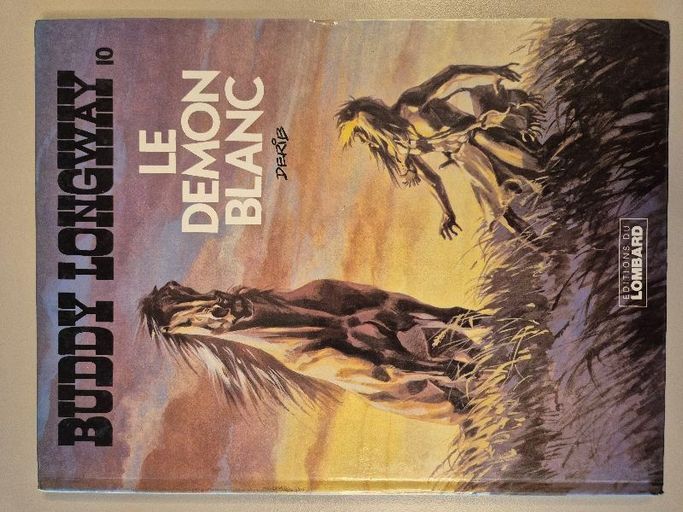 BUDDY LONGWAY 10
LE
DEMON
BLANC
DERIB
EDITIONS DU
LOMBARD